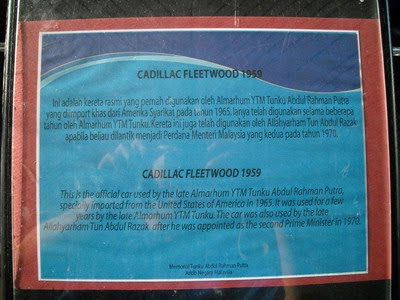 CADILLAC FLEETWOOD 1959
Ini adalah kereta rasmi yang pernah digunakan oleh Almarhum YTM Tunku Abdul Rahman Putra
yang diimport khas dari Amerika Syarikat pada tahun 1965. Ianya telah digunakan selama beberapa
tahun oleh Almarhum YTM Tunku. Kereta ini juga telah digunakan oleh Allahyarham Tun Abdul Razak
apabila beliau dilantik menjadi Perdana Menteri Malaysia yang kedua pada tahun 1970.
CADILLAC FLEETWOOD 1959
This is the official car used by the late Almarhum YTM Tunku Abdul Rahman Putra,
specially imported from the United States of America in 1965. It was used for a few
years by the late Almarhum YTM Tunku. The car was also used by the late
Allahyarham Tun Abdul Razak after he was appointed as the second Prime Minister in 1970.
Memorial Tunku Abdul Rahman Putra
Arkib Negara Malaysia